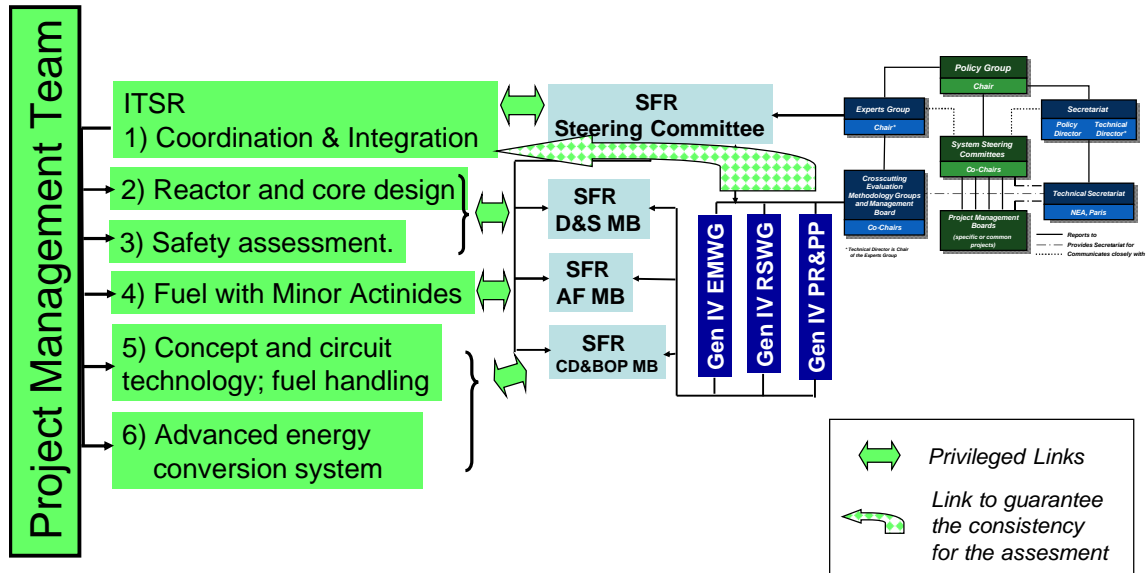 Project Management Team
ITSR
1) Coordination & Integration
2) Reactor and core design
3) Safety assessment.
4) Fuel with Minor Actinides
5) Concept and circuit
technology; fuel handling
6) Advanced energy
conversion system
SFR
Steering Committee
SFR
D&S MB
SFR
AF MB
SFR
CD&BOP MB
Gen IV EMWG
Gen IV RSWG
Gen IV PR&PP
Policy Group
Chair
Experts Group
Chair*
Secretariat
Policy
Director
Technical
Director*
System Steering
Committees
Co-Chairs
Crosscutting
Evaluation
Methodology Groups
and Management
Board
Co-Chairs
Technical Secretariat
NEA, Paris
Project Management
Boards
(specific or common
projects)
* Technical Director is Chair
of the Experts Group
Reports to
Provides Secretariat for
Communicates closely with
Privileged Links
Link to guarantee
the consistency
for the assesment